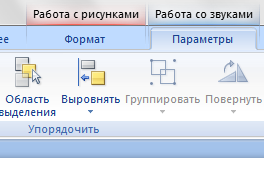 Работа с рисунками Работа со звуками
ее Формат Параметры
Область выделения
Выровнять Группировать Повернуть
Упорядочить